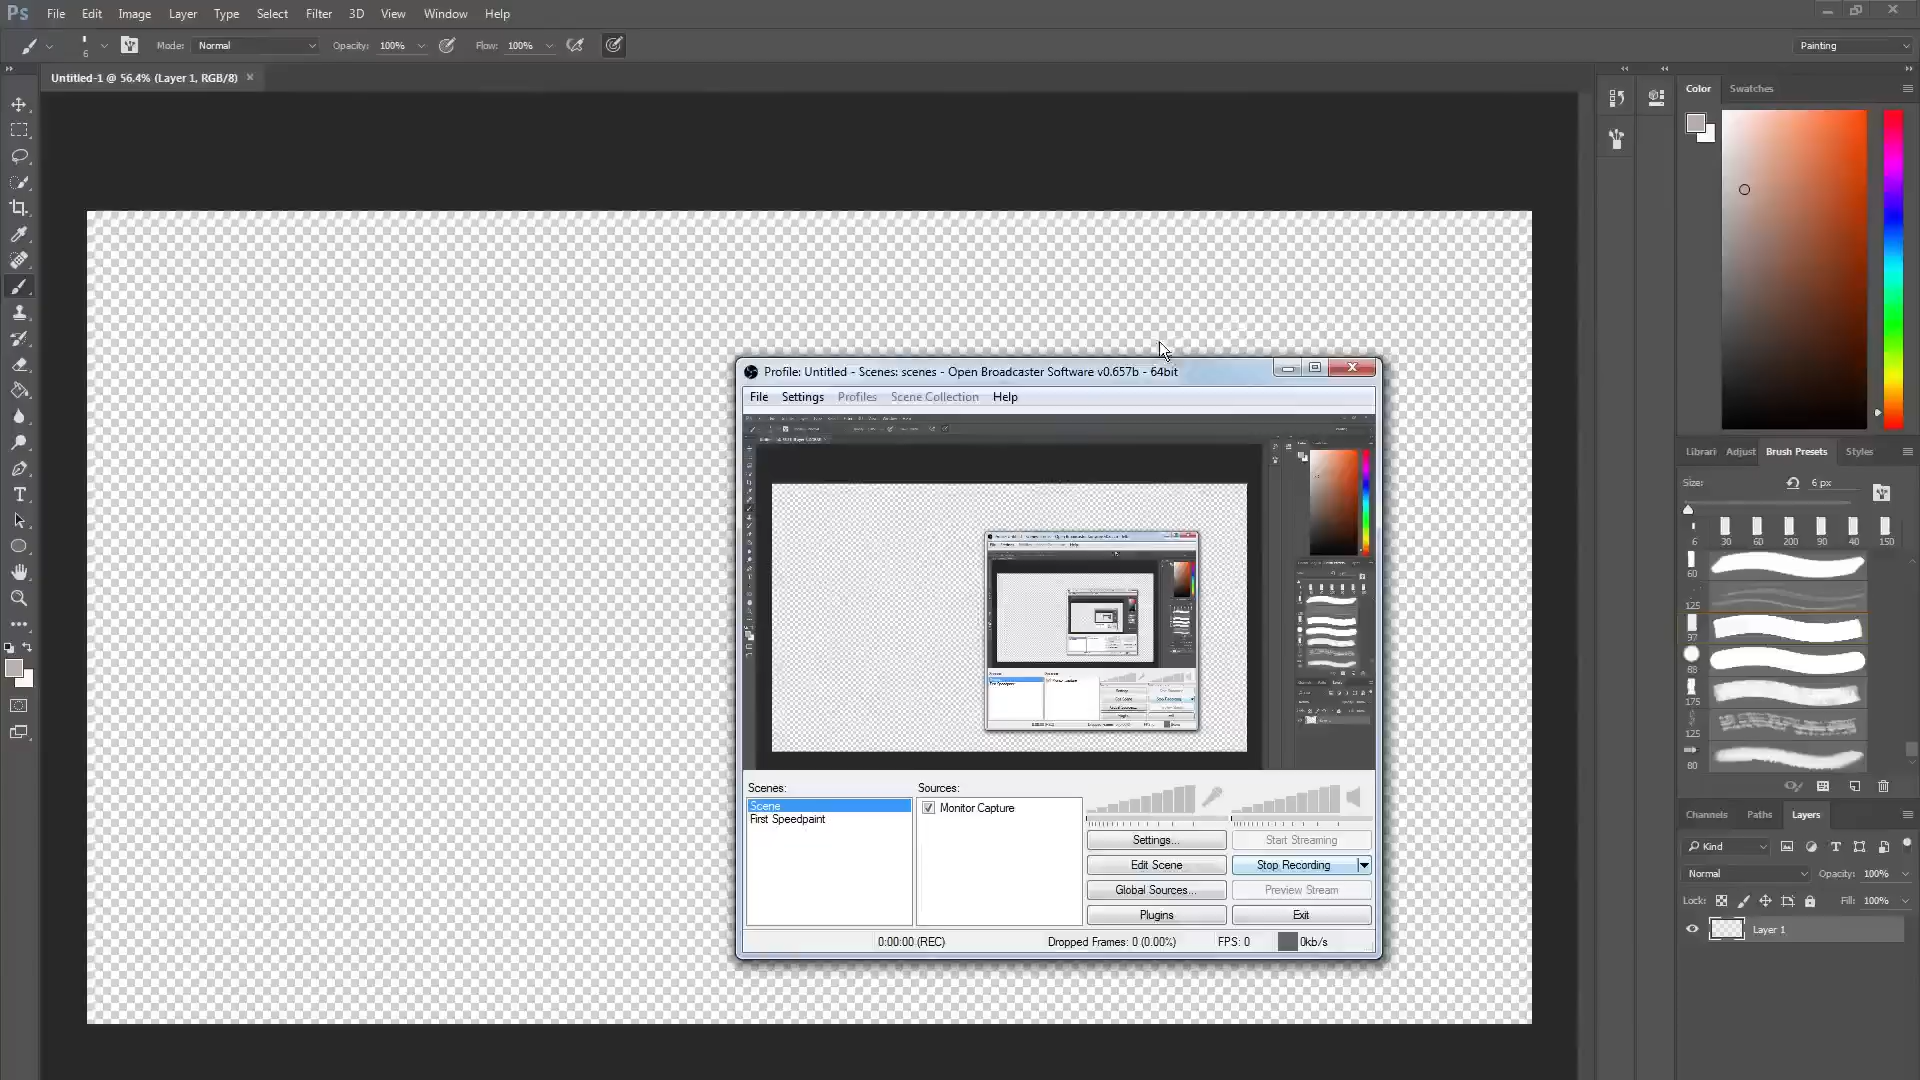 Ps File Edit Image Layer Type Select Filter 3D View Window Help
6 Mode: Normal Opacity: 100% Flow: 100% Painting
Untitled-1 @ 56.4% (Layer 1, RGB/8) ×
Color Swatches
Profile: Untitled - Scenes: scenes - Open Broadcaster Software v0.657b - 64bit
File Settings Profiles Scene Collection Help
Scenes:
Scene
First Speedpaint
Sources:
Monitor Capture
Settings... Start Streaming
Edit Scene Stop Recording
Global Sources... Preview Stream
Plugins Exit
0:00:00 (REC) Dropped Frames: 0 (0.00%) FPS: 0 0kb/s
Librari Adjust Brush Presets Styles
Size: 6 px
6 30 60 200 90 40 150
60
125
97
88
175
125
80
Channels Paths Layers
Kind
Normal Opacity: 100%
Lock: Fill: 100%
Layer 1